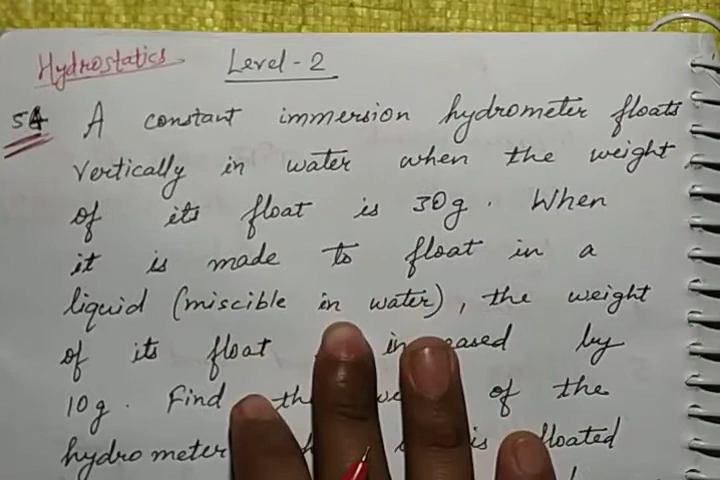 Hydrostatics Level-2
54 A constant immersion hydrometer floats
vertically in water when the weight
of its float is 30g. When
it is made to float in a
liquid (miscible in water), the weight
of its float by
10g. Find of the
hydrometer is floated